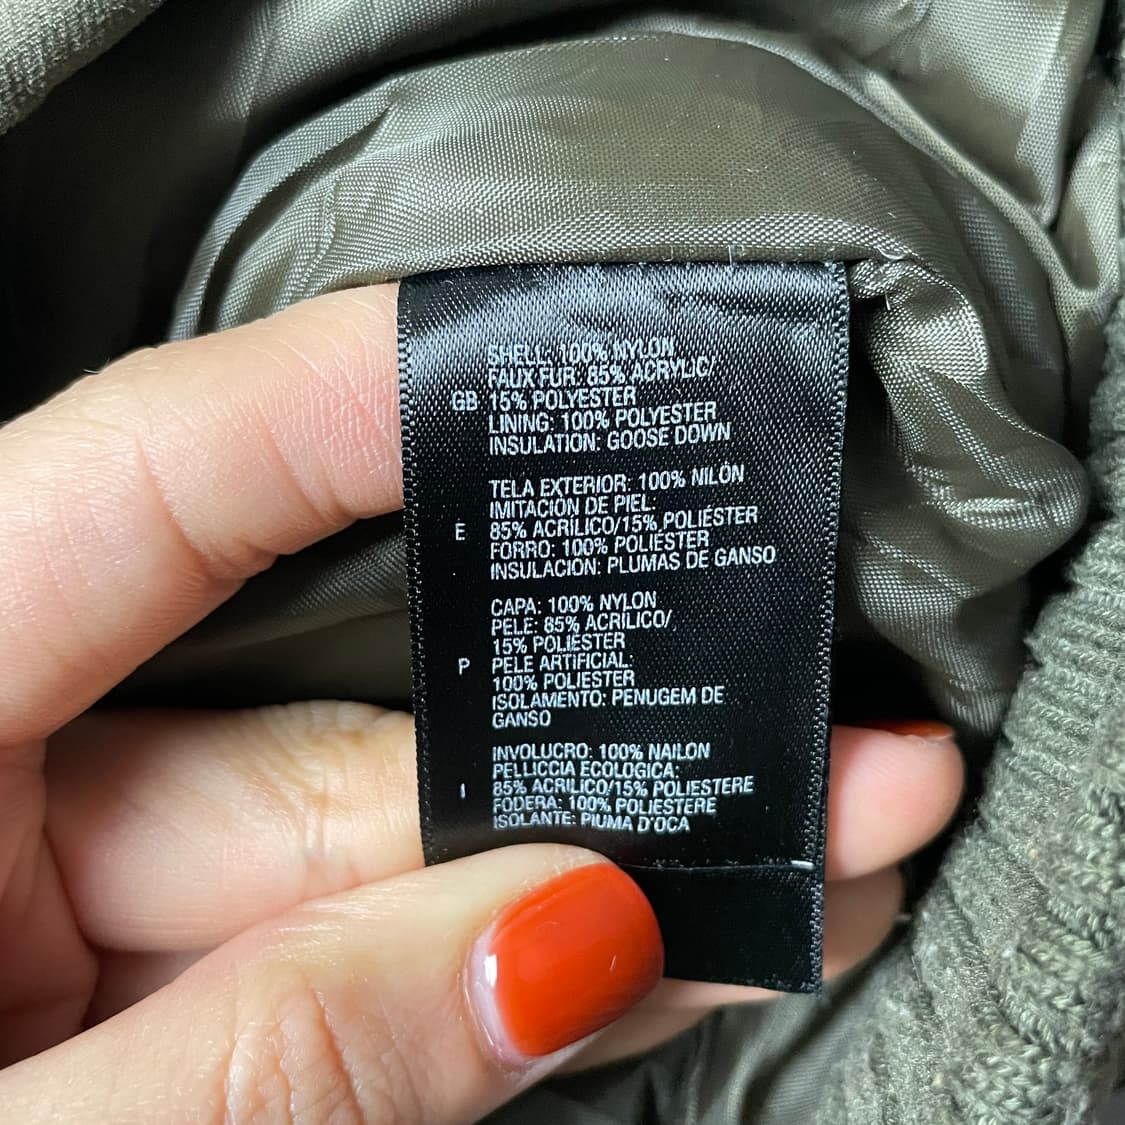 SHELL: 100% NYLON
FAUX FUR: 85% ACRYLIC/
GB 15% POLYESTER
LINING: 100% POLYESTER
INSULATION: GOOSE DOWN
TELA EXTERIOR: 100% NILÓN
IMITACIÓN DE PIEL:
E 85% ACRÍLICO/15% POLIÉSTER
FORRO: 100% POLIÉSTER
INSULACIÓN: PLUMAS DE GANSO
CAPA: 100% NYLON
PELE: 85% ACRÍLICO/
15% POLIÉSTER
P PELE ARTIFICIAL:
100% POLIÉSTER
ISOLAMENTO: PENUGEM DE
GANSO
INVOLUCRO: 100% NAILON
PELLICCIA ECOLOGICA:
I 85% ACRILICO/15% POLIESTERE
FODERA: 100% POLIESTERE
ISOLANTE: PIUMA D'OCA